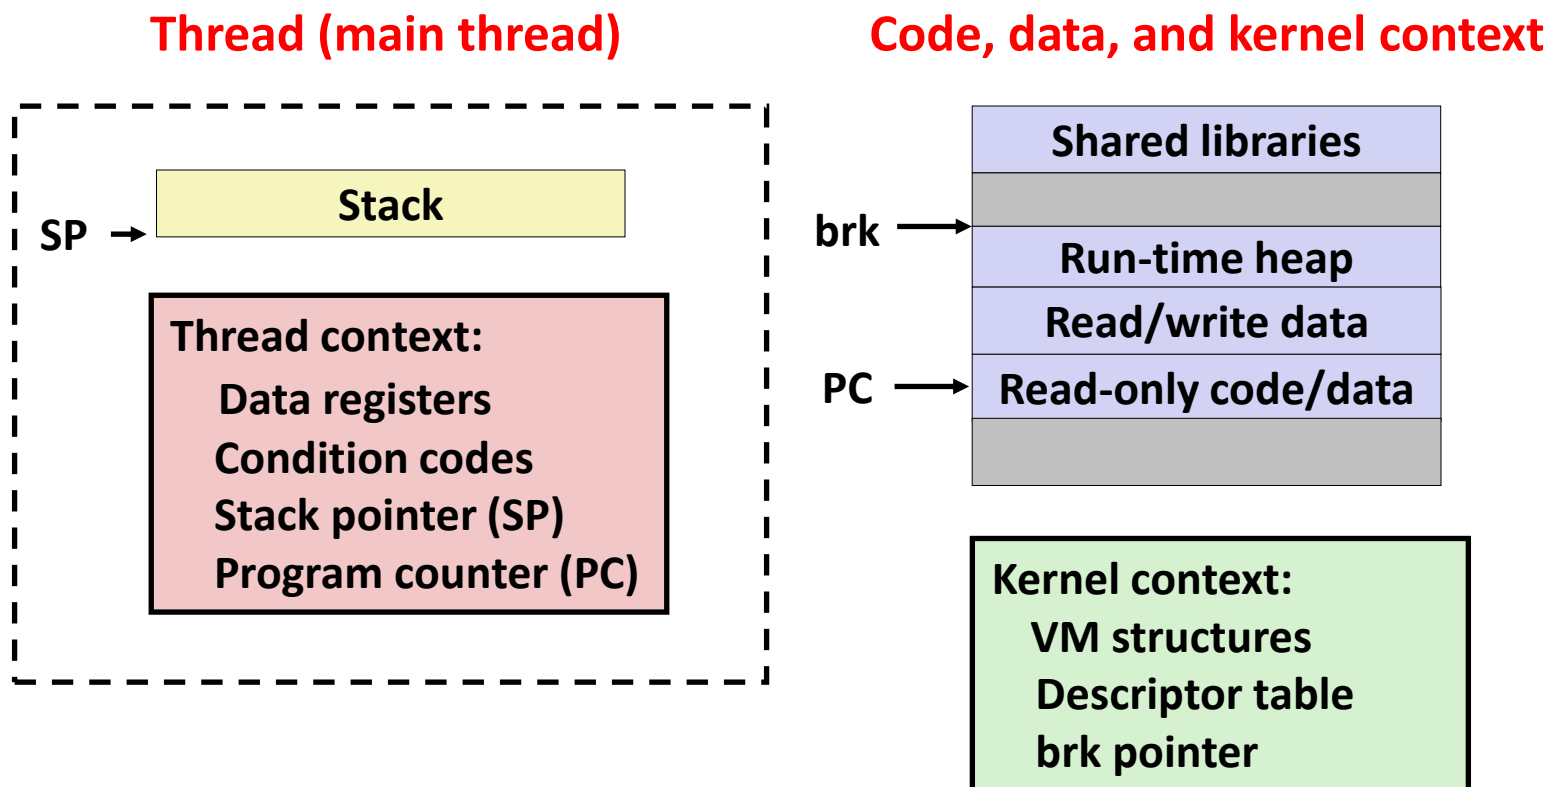 Thread (main thread)
Stack
SP
Thread context:
Data registers
Condition codes
Stack pointer (SP)
Program counter (PC)
Code, data, and kernel context
Shared libraries
brk
Run-time heap
Read/write data
PC
Read-only code/data
Kernel context:
VM structures
Descriptor table
brk pointer